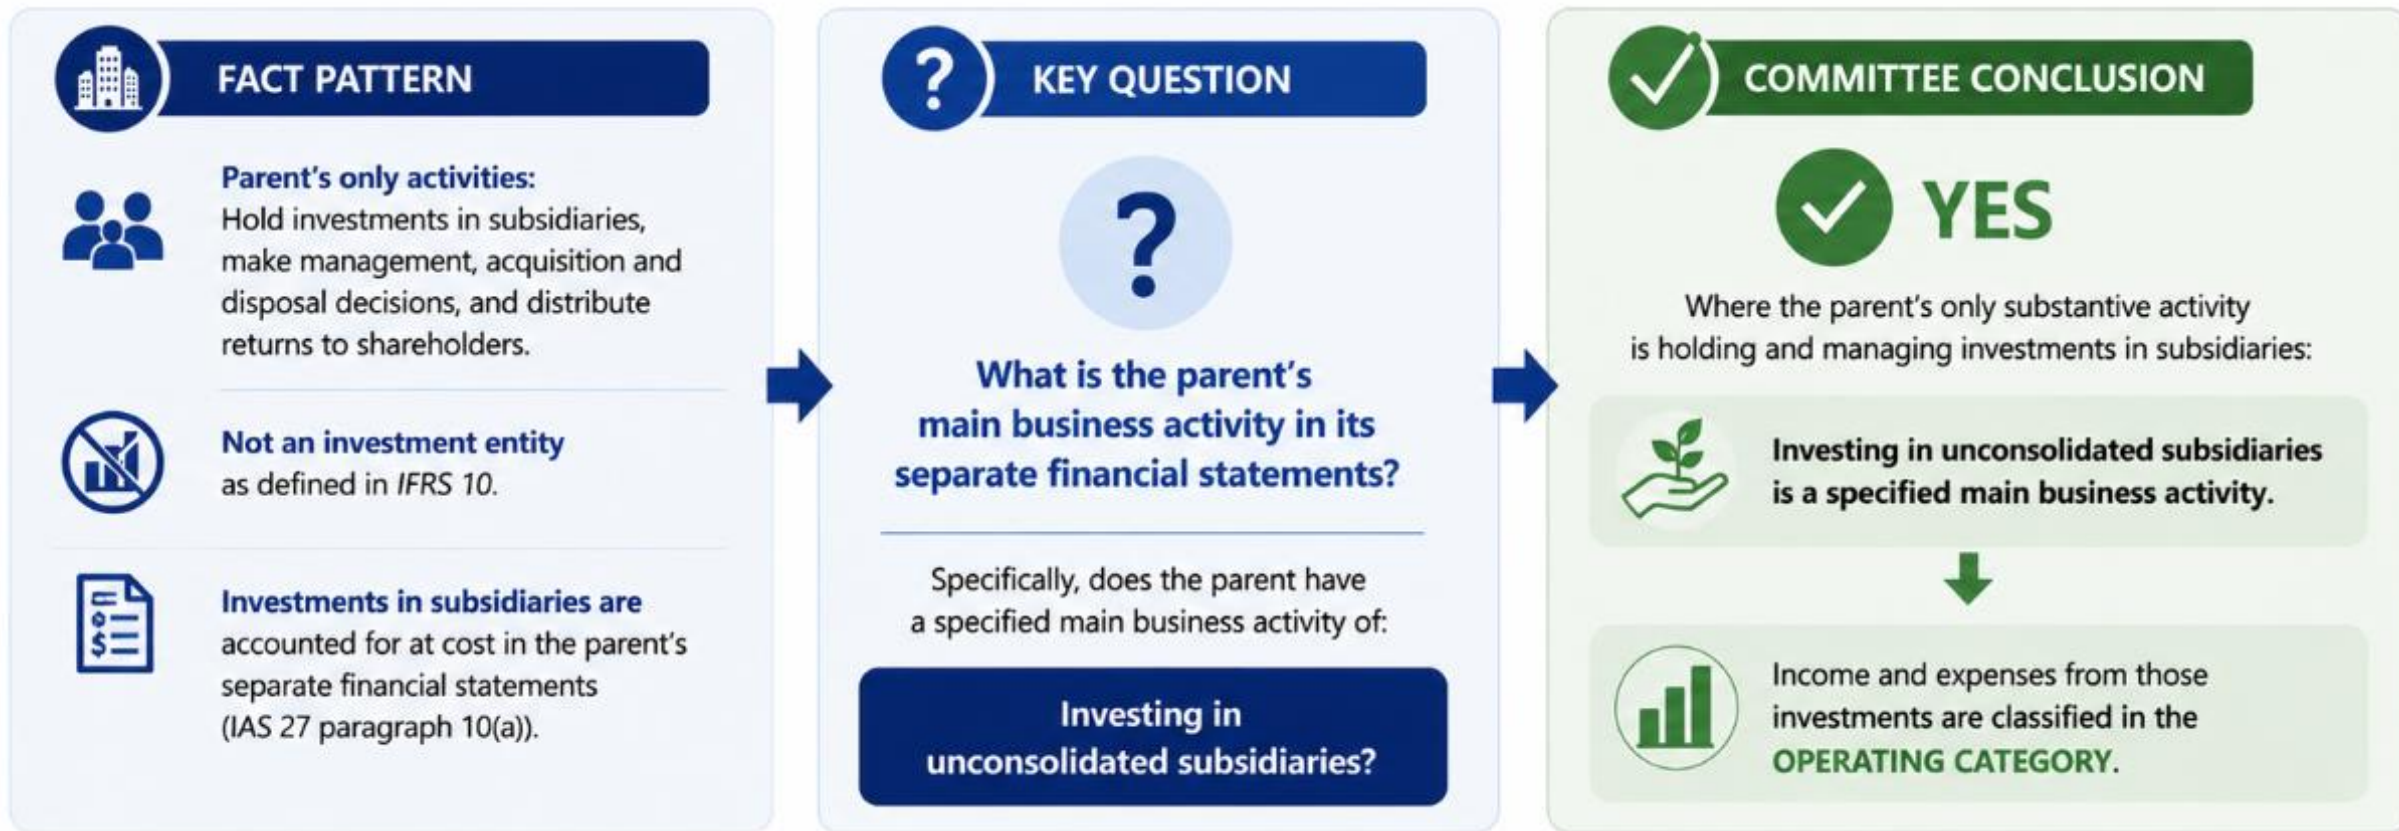 FACT PATTERN
Parent's only activities:
Hold investments in subsidiaries,
make management, acquisition and
disposal decisions, and distribute
returns to shareholders.
Not an investment entity
as defined in IFRS 10.
Investments in subsidiaries are
accounted for at cost in the parent's
separate financial statements
(IAS 27 paragraph 10(a)).
?
KEY QUESTION
?
What is the parent's
main business activity in its
separate financial statements?
Specifically, does the parent have
a specified main business activity of:
Investing in
unconsolidated subsidiaries?
COMMITTEE CONCLUSION
YES
Where the parent's only substantive activity
is holding and managing investments in subsidiaries:
Investing in unconsolidated subsidiaries
is a specified main business activity.
Income and expenses from those
investments are classified in the
OPERATING CATEGORY.